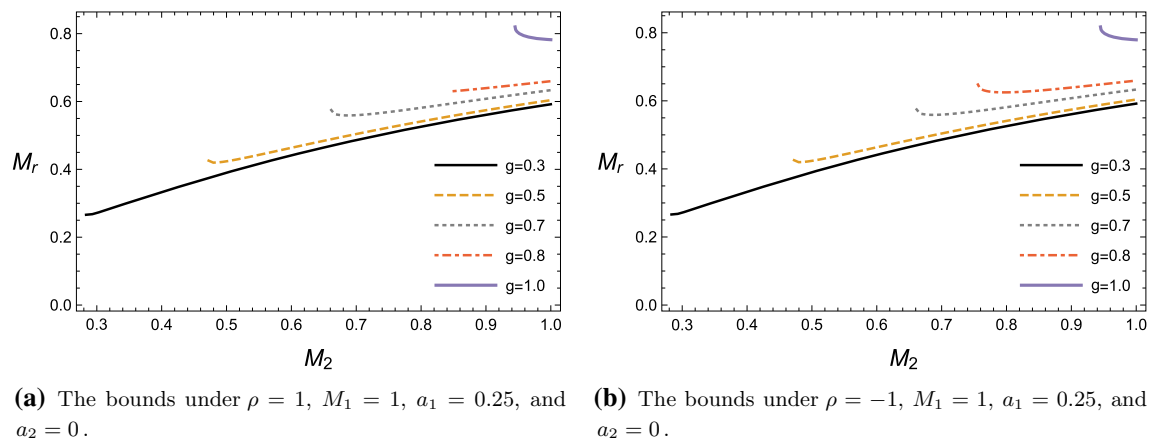 0.8
0.6
0.4
0.2
0.0
M_r
g=0.3
g=0.5
g=0.7
g=0.8
g=1.0
0.3 0.4 0.5 0.6 0.7 0.8 0.9 1.0
M_2
(a) The bounds under ρ = 1, M_1 = 1, a_1 = 0.25, and
a_2 = 0.
0.8
0.6
0.4
0.2
0.0
M_r
g=0.3
g=0.5
g=0.7
g=0.8
g=1.0
0.3 0.4 0.5 0.6 0.7 0.8 0.9 1.0
M_2
(b) The bounds under ρ = −1, M_1 = 1, a_1 = 0.25, and
a_2 = 0.